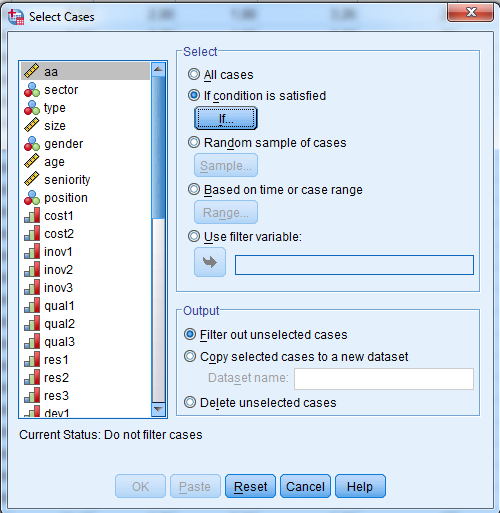 Select Cases
aa
sector
type
size
gender
age
seniority
position
cost1
cost2
inov1
inov2
inov3
qual1
qual2
qual3
res1
res2
res3
dev1
Select
All cases
If condition is satisfied
If...
Random sample of cases
Sample...
Based on time or case range
Range...
Use filter variable:
Output
Filter out unselected cases
Copy selected cases to a new dataset
Dataset name:
Delete unselected cases
Current Status: Do not filter cases
OK Paste Reset Cancel Help